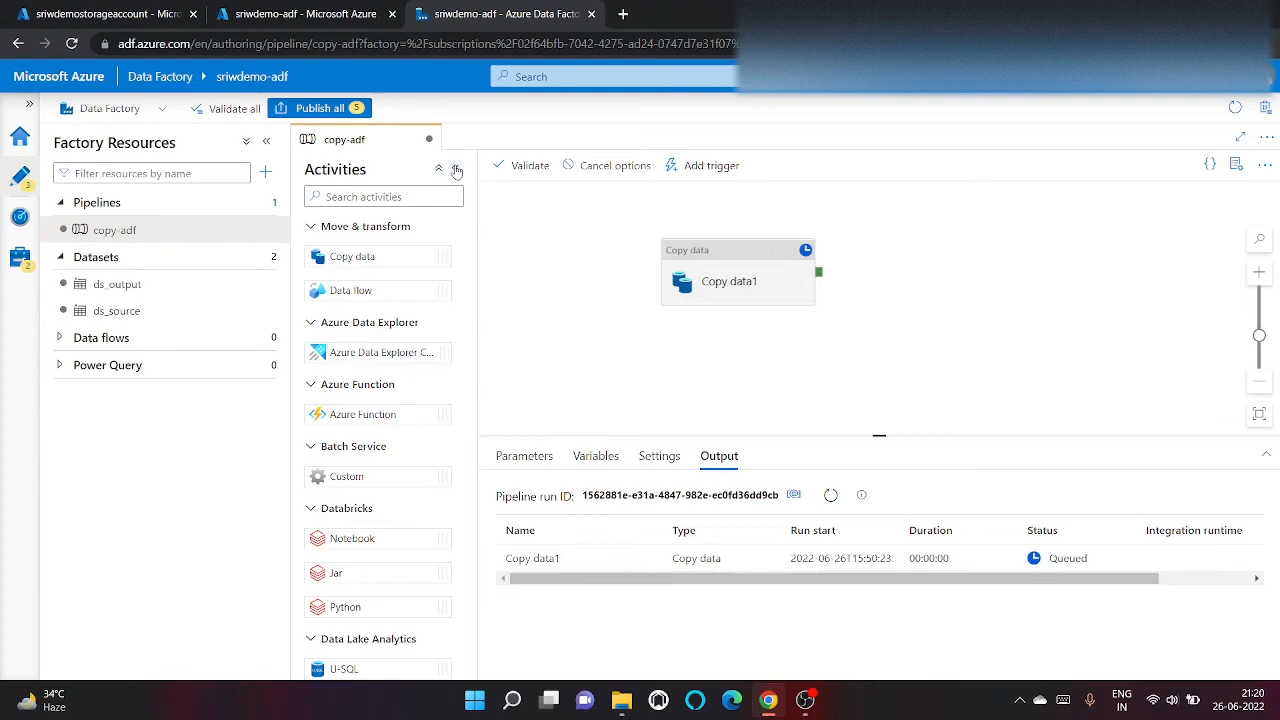 sriwdemostorageaccount - Micros
sriwdemo-adf - Microsoft Azure
sriwdemo-adf - Azure Data Factor
adf.azure.com/en/authoring/pipeline/copy-adf?factory=%2Fsubscriptions%2F02f64bfb-7042-4275-ad24-0747d7e31f07%
Microsoft Azure
Data Factory
sriwdemo-adf
Search
Data Factory
Validate all
Publish all
5
Factory Resources
Filter resources by name
Pipelines
1
copy-adf
Datasets
2
ds_output
ds_source
Data flows
0
Power Query
0
3
2
copy-adf
Activities
Search activities
Move & transform
Copy data
Data flow
Azure Data Explorer
Azure Data Explorer C...
Azure Function
Azure Function
Batch Service
Custom
Databricks
Notebook
Jar
Python
Data Lake Analytics
U-SQL
Validate
Cancel options
Add trigger
Copy data
Copy data1
Parameters
Variables
Settings
Output
Pipeline run ID: 1562881e-e31a-4847-982e-ec0fd36dd9cb
Name
Type
Run start
Duration
Status
Integration runtime
Copy data1
Copy data
2022-06-26T15:50:23.
00:00:00
Queued
34°C
Haze
ENG
IN
21:20
26-06-2022